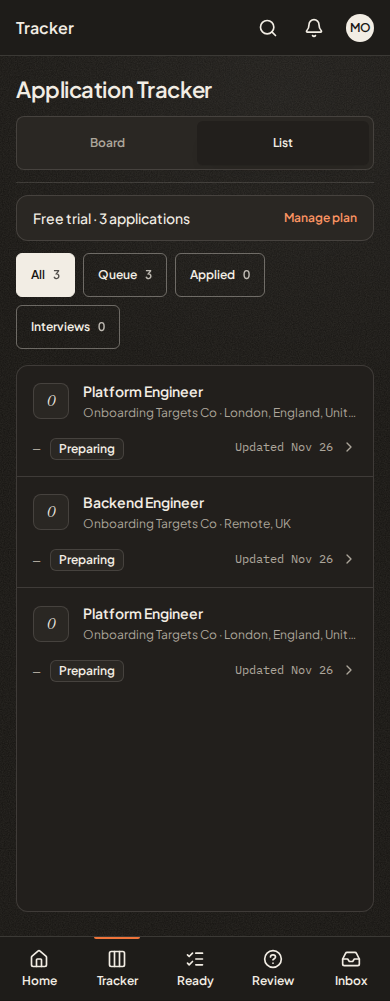 Tracker
MO
Application Tracker
Board List
Free trial · 3 applications Manage plan
All 3 Queue 3 Applied 0
Interviews 0
O Platform Engineer
Onboarding Targets Co · London, England, Unit...
– Preparing Updated Nov 26
O Backend Engineer
Onboarding Targets Co · Remote, UK
– Preparing Updated Nov 26
O Platform Engineer
Onboarding Targets Co · London, England, Unit...
– Preparing Updated Nov 26
Home Tracker Ready Review Inbox